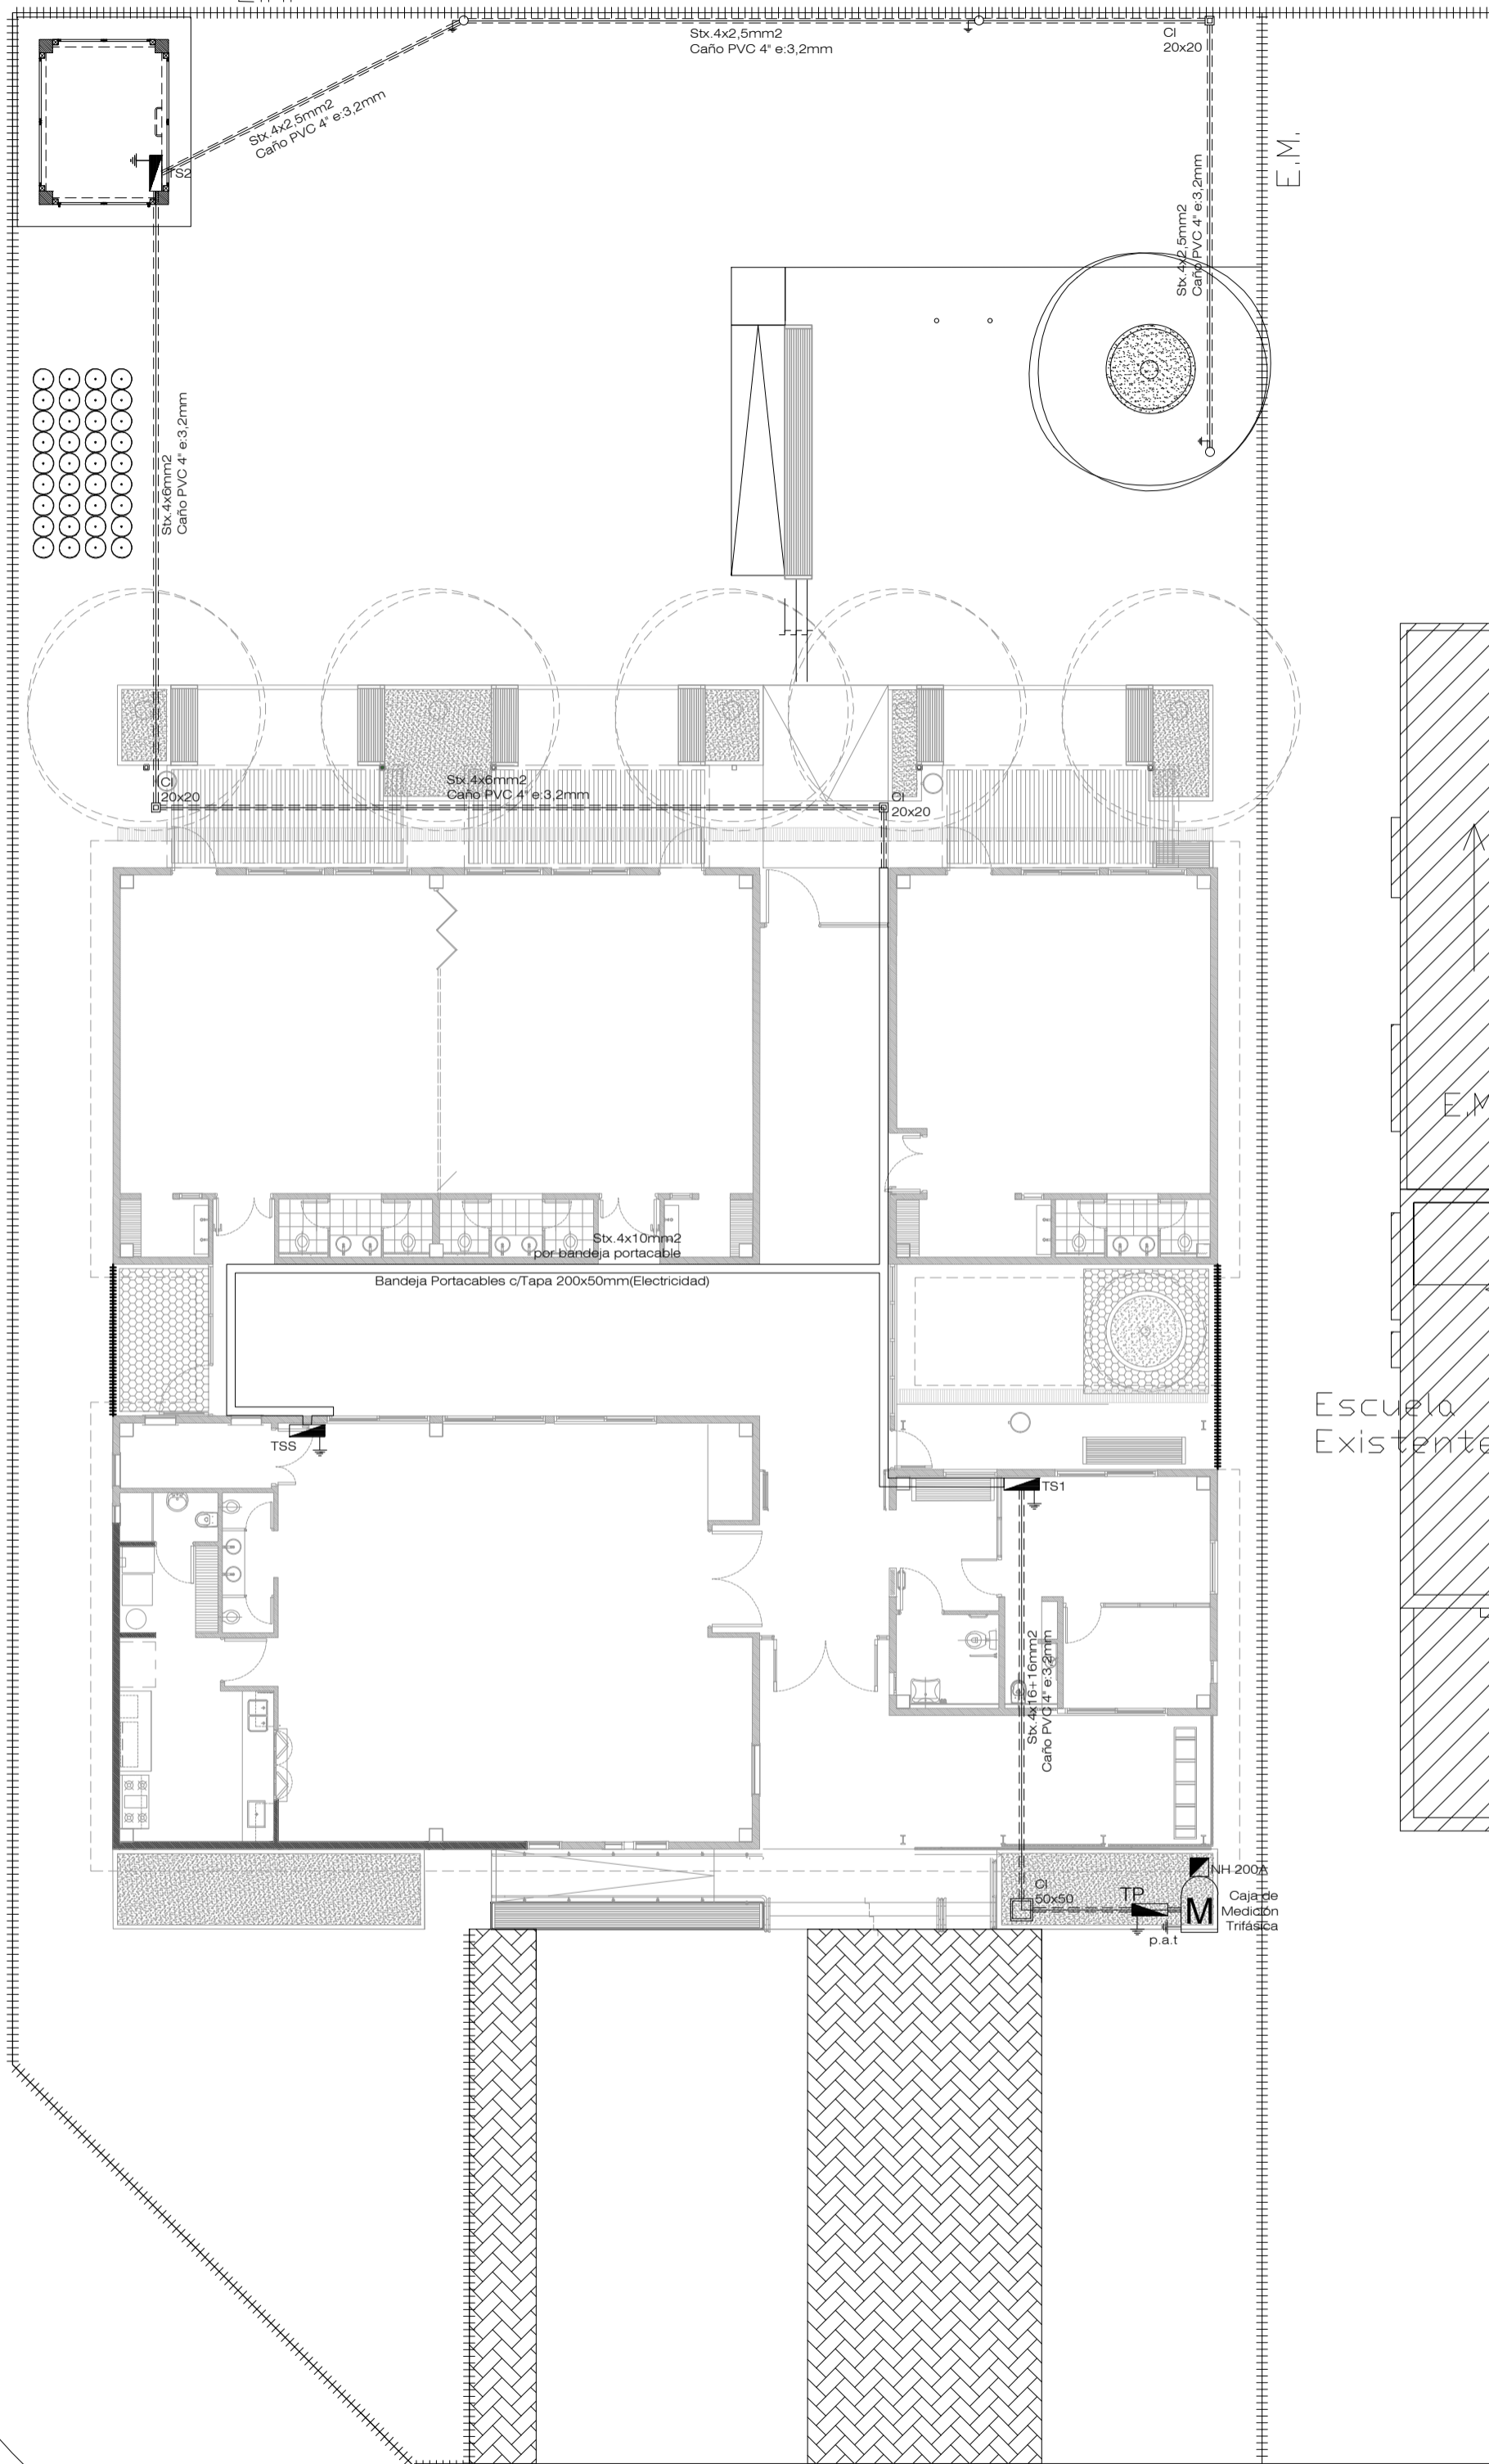 Stx.4x2,5mm2
Caño PVC 4" e:3,2mm
CI
20x20
Stx.4x2,5mm2
Caño PVC 4" e:3,2mm
TS2
E.M.
Stx.4x2,5mm2
Caño PVC 4" e:3,2mm
Stx.4x6mm2
Caño PVC 4" e:3,2mm
CI
20x20
Stx.4x6mm2
Caño PVC 4" e:3,2mm
CI
20x20
E.M
Stx.4x10mm2
por bandeja portacable
Bandeja Portacables c/Tapa 200x50mm(Electricidad)
Escuela
Existente
TSS
TS1
Stx.4x16+16mm2
Caño PVC 4" e:3,2mm
NH 200A
CI
50x50
TP
M
Caja de
Medición
Trifásica
p.a.t